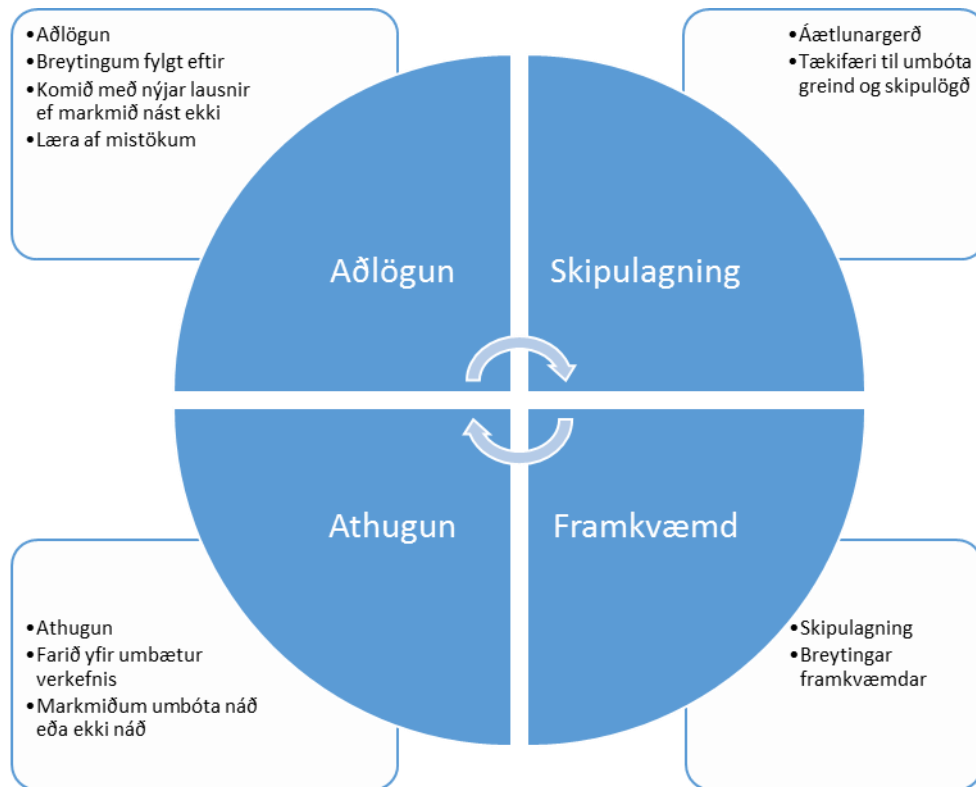 •Aðlögun
•Breytingum fylgt eftir
•Komið með nýjar lausnir
ef markmið nást ekki
•Læra af mistökum
•Áætlunargerð
•Tækifæri til umbóta
greind og skipulögð
Aðlögun
Skipulagning
Athugun
Framkvæmd
•Athugun
•Farið yfir umbætur
verkefnis
•Markmiðum umbóta náð
eða ekki náð
•Skipulagning
•Breytingar
framkvæmdar